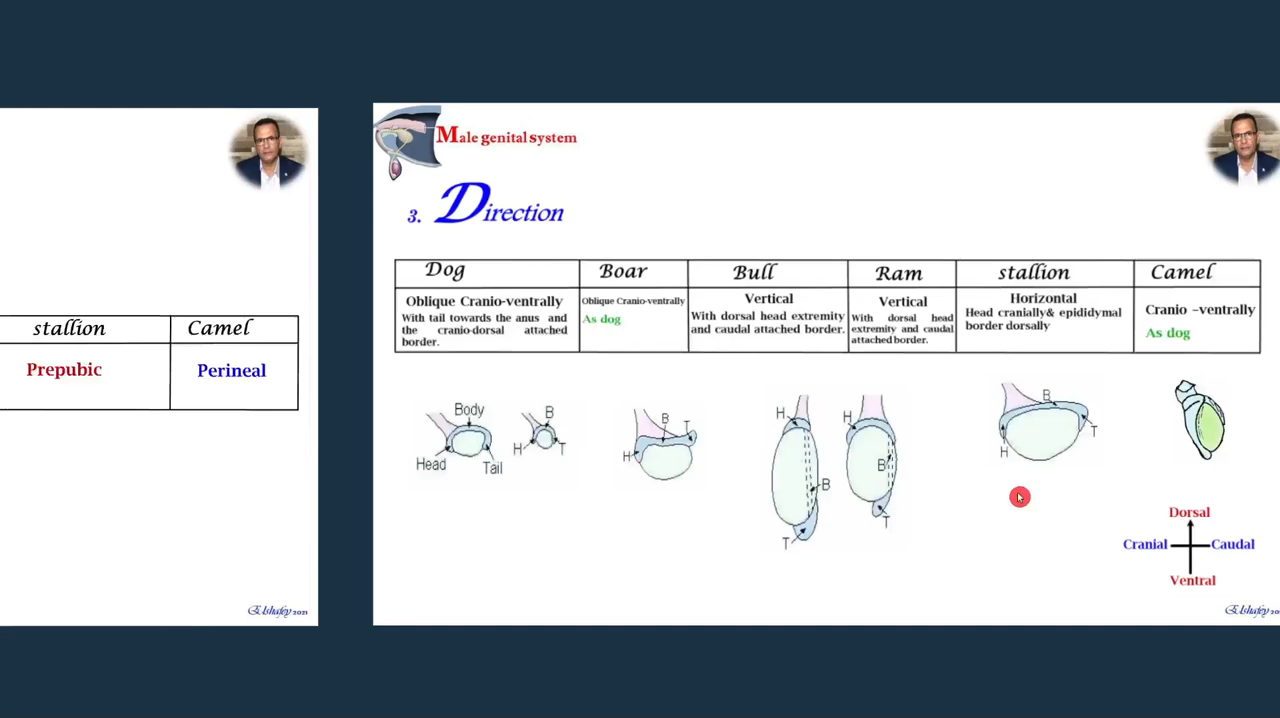 stallion
Camel
Prepubic
Perineal
Elshafey 2021
Male genital system
3. Direction
Dog
Boar
Bull
Ram
stallion
Camel
Oblique Cranio-ventrally
With tail towards the anus and
the cranio-dorsal attached
border.
Oblique Cranio-ventrally
As dog
Vertical
With dorsal head extremity
and caudal attached border.
Vertical
With dorsal head
extremity and caudal
attached border.
Horizontal
Head cranially& epididymal
border dorsally
Cranio -ventrally
As dog
Body
Head
Tail
B
H
T
B
T
H
H
B
T
H
B
T
B
H
T
Dorsal
Cranial
Caudal
Ventral
Elshafey